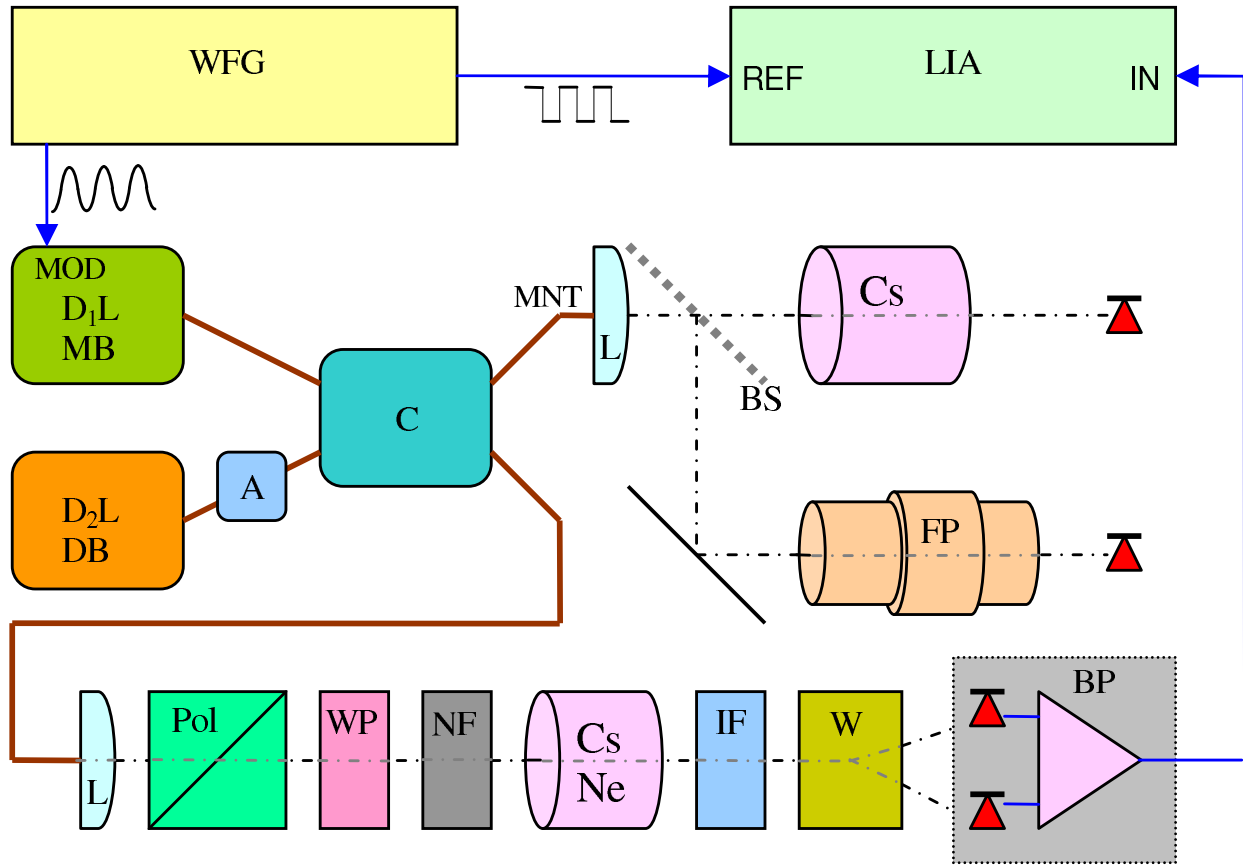 WFG
REF LIA IN
MOD
D₁L
MB
MNT
L
BS
Cs
C
A
D₂L
DB
FP
L
Pol
WP
NF
Cs
Ne
IF
W
BP